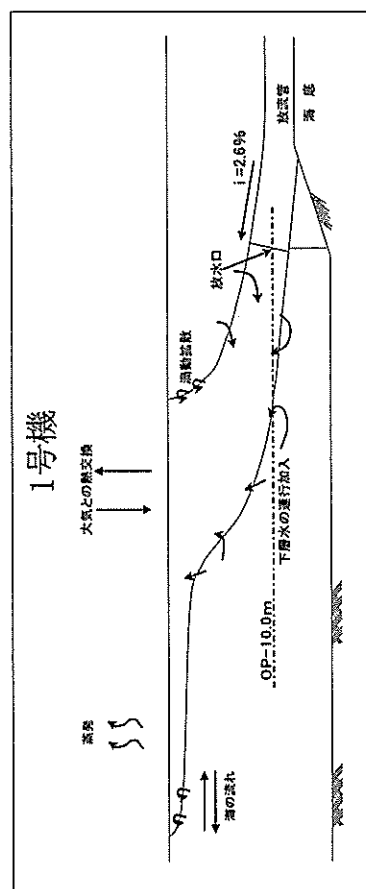 1号機
大気との熱交換
蒸発
渦動拡散
i=2.6%
放水口
放流管
海底
OP-10.0m
下層水の連行加入
海の流れ